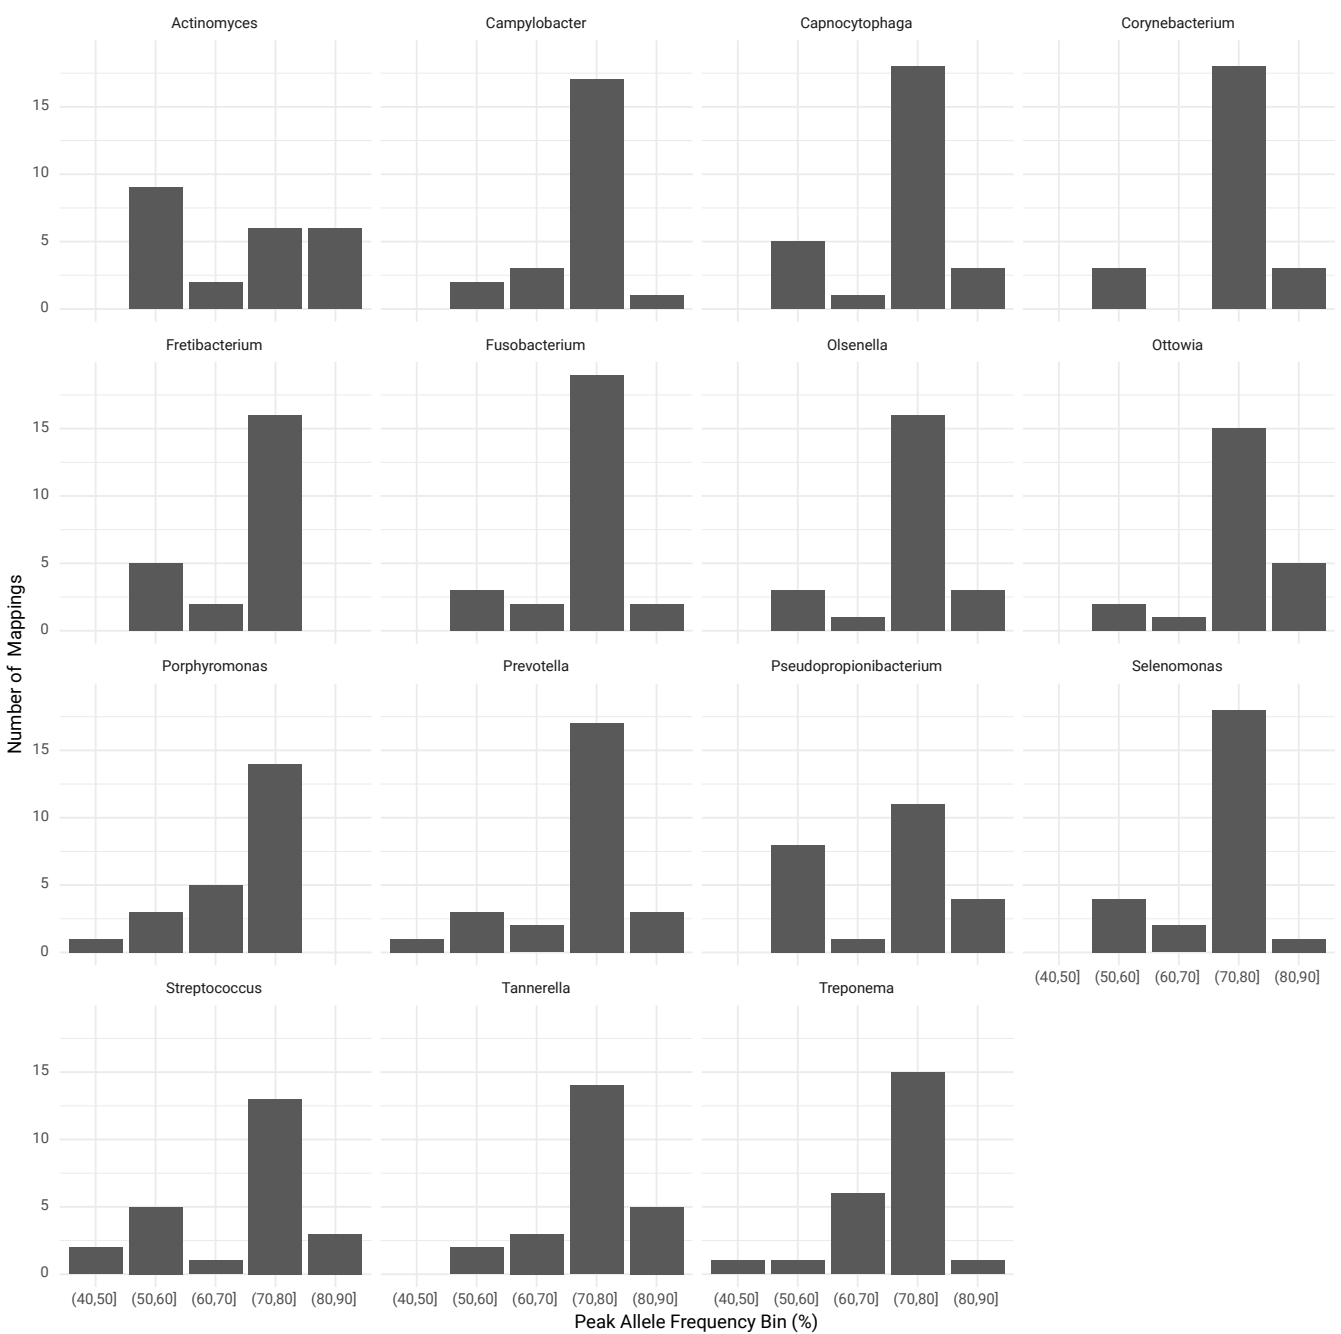 Actinomyces Campylobacter Capnocytophaga Corynebacterium
15
10
5
0
Fretibacterium Fusobacterium Olsenella Ottowia
15
10
5
0
Number of Mappings
Porphyromonas Prevotella Pseudopropionibacterium Selenomonas
15
10
5
0
(40,50] (50,60] (60,70] (70,80] (80,90]
Streptococcus Tannerella Treponema
15
10
5
0
(40,50] (50,60] (60,70] (70,80] (80,90] (40,50] (50,60] (60,70] (70,80] (80,90] (40,50] (50,60] (60,70] (70,80] (80,90]
Peak Allele Frequency Bin (%)